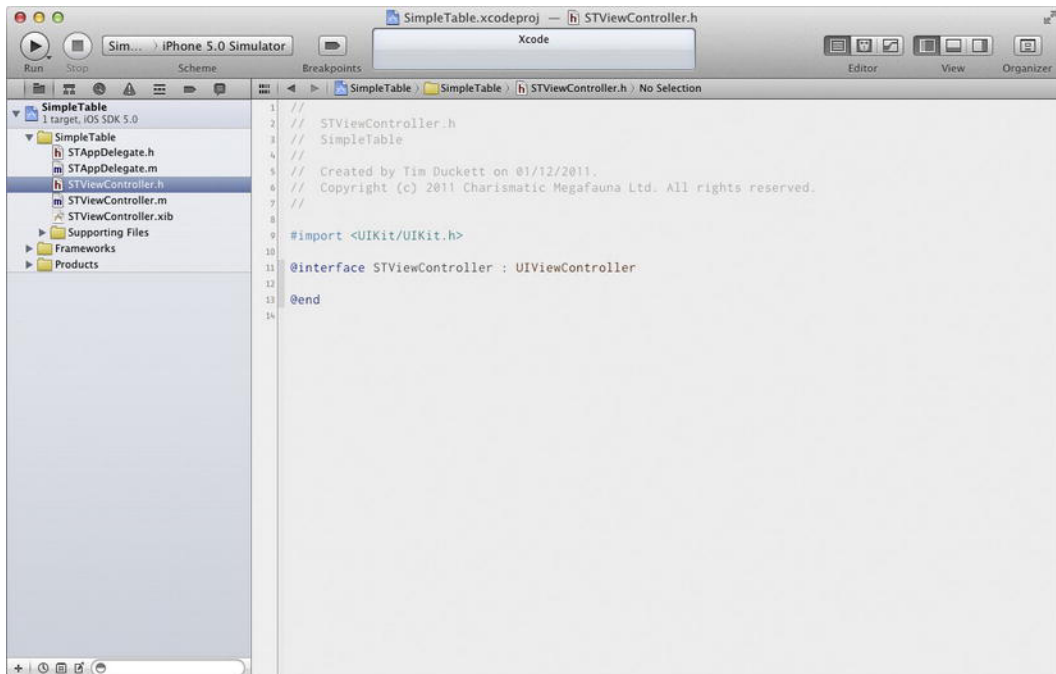 SimpleTable.xcodeproj — h STViewController.h
Sim... iPhone 5.0 Simulator
Xcode
Run Stop Scheme Breakpoints Editor View Organizer
SimpleTable SimpleTable h STViewController.h No Selection
SimpleTable
1 target, iOS SDK 5.0
SimpleTable
h STAppDelegate.h
m STAppDelegate.m
h STViewController.h
m STViewController.m
STViewController.xib
Supporting Files
Frameworks
Products
1 //
2 //  STViewController.h
3 //  SimpleTable
4 //
5 //  Created by Tim Duckett on 01/12/2011.
6 //  Copyright (c) 2011 Charismatic Megafauna Ltd. All rights reserved.
7 //
8
9 #import <UIKit/UIKit.h>
10
11 @interface STViewController : UIViewController
12
13 @end
14